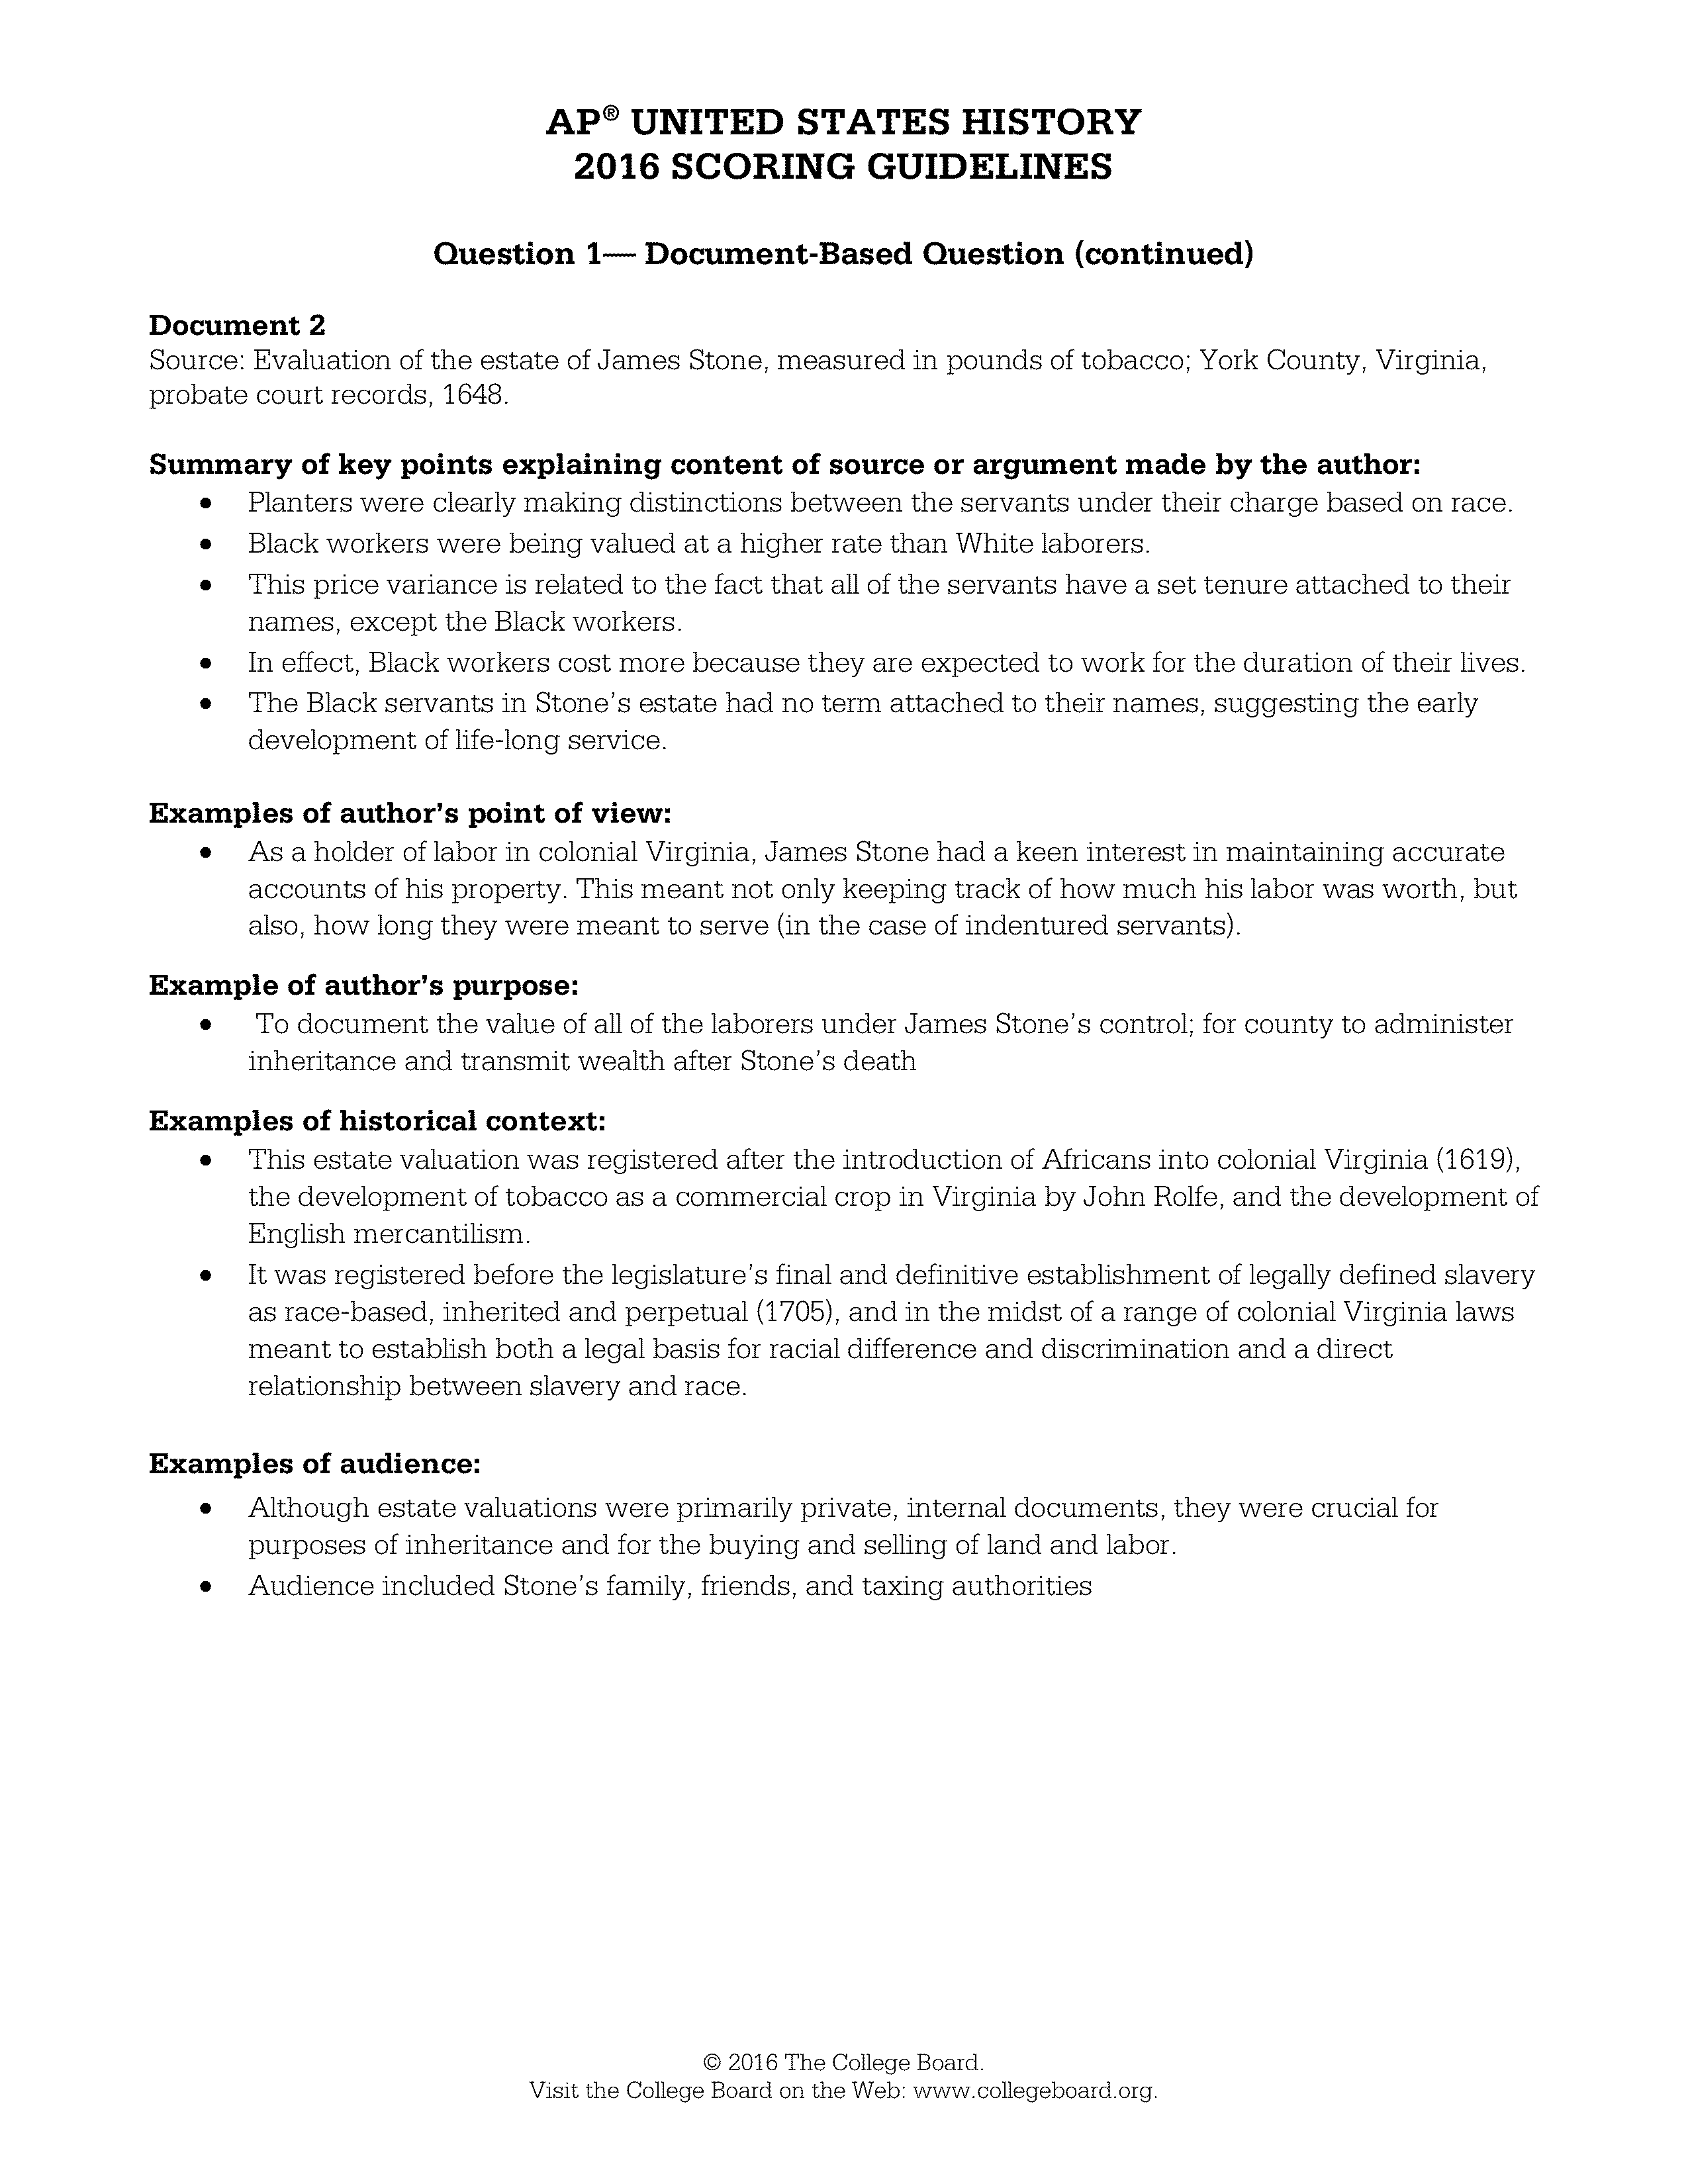 AP® UNITED STATES HISTORY
2016 SCORING GUIDELINES
Question 1— Document-Based Question (continued)
Document 2
Source: Evaluation of the estate of James Stone, measured in pounds of tobacco; York County, Virginia,
probate court records, 1648.
Summary of key points explaining content of source or argument made by the author:
• Planters were clearly making distinctions between the servants under their charge based on race.
• Black workers were being valued at a higher rate than White laborers.
• This price variance is related to the fact that all of the servants have a set tenure attached to their
names, except the Black workers.
• In effect, Black workers cost more because they are expected to work for the duration of their lives.
• The Black servants in Stone’s estate had no term attached to their names, suggesting the early
development of life-long service.
Examples of author’s point of view:
• As a holder of labor in colonial Virginia, James Stone had a keen interest in maintaining accurate
accounts of his property. This meant not only keeping track of how much his labor was worth, but
also, how long they were meant to serve (in the case of indentured servants).
Example of author’s purpose:
• To document the value of all of the laborers under James Stone’s control; for county to administer
inheritance and transmit wealth after Stone’s death
Examples of historical context:
• This estate valuation was registered after the introduction of Africans into colonial Virginia (1619),
the development of tobacco as a commercial crop in Virginia by John Rolfe, and the development of
English mercantilism.
• It was registered before the legislature’s final and definitive establishment of legally defined slavery
as race-based, inherited and perpetual (1705), and in the midst of a range of colonial Virginia laws
meant to establish both a legal basis for racial difference and discrimination and a direct
relationship between slavery and race.
Examples of audience:
• Although estate valuations were primarily private, internal documents, they were crucial for
purposes of inheritance and for the buying and selling of land and labor.
• Audience included Stone’s family, friends, and taxing authorities
© 2016 The College Board.
Visit the College Board on the Web: www.collegeboard.org.